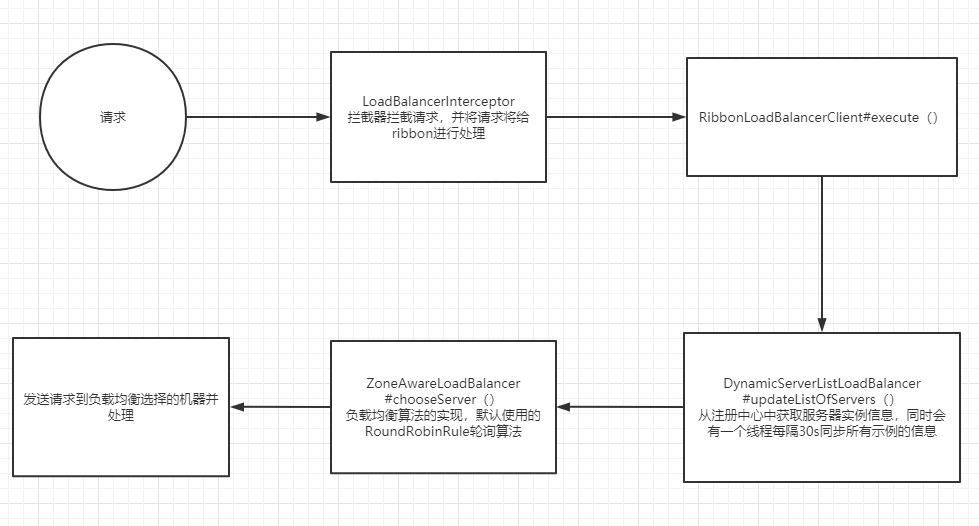 请求
LoadBalancerInterceptor
拦截器拦截请求，并将请求将给
ribbon进行处理
RibbonLoadBalancerClient#execute（）
发送请求到负载均衡选择的机器并
处理
ZoneAwareLoadBalancer
#chooseServer（）
负载均衡算法的实现，默认使用的
RoundRobinRule轮询算法
DynamicServerListLoadBalancer
#updateListOfServers（）
从注册中心中获取服务器实例信息，同时会
有一个线程每隔30s同步所有示例的信息